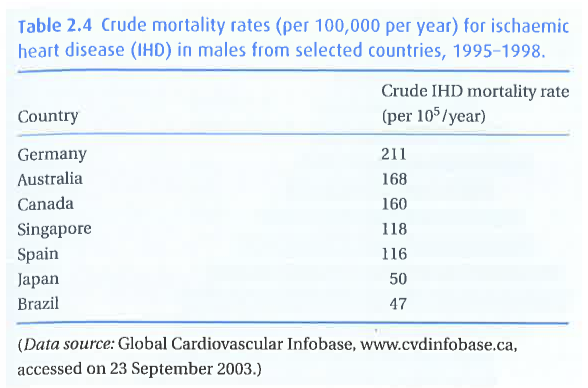 Table 2.4 Crude mortality rates (per 100,000 per year) for ischaemic
heart disease (IHD) in males from selected countries, 1995–1998.
Crude IHD mortality rate
Country (per 10⁵/year)
Germany 211
Australia 168
Canada 160
Singapore 118
Spain 116
Japan 50
Brazil 47
(Data source: Global Cardiovascular Infobase, www.cvdinfobase.ca,
accessed on 23 September 2003.)